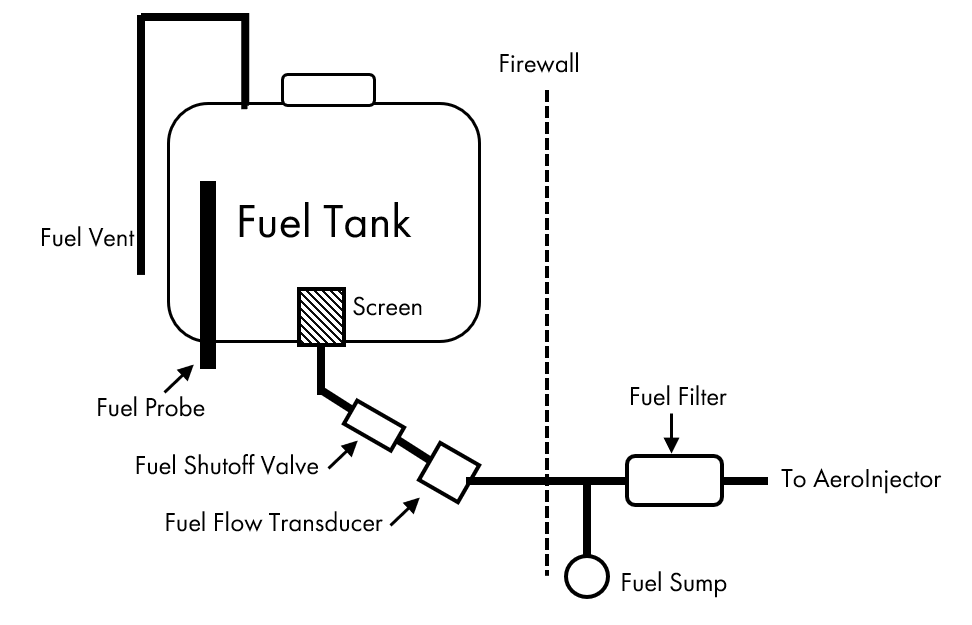 Firewall
Fuel Tank
Fuel Vent
Screen
Fuel Probe
Fuel Filter
Fuel Shutoff Valve
To AeroInjector
Fuel Flow Transducer
Fuel Sump